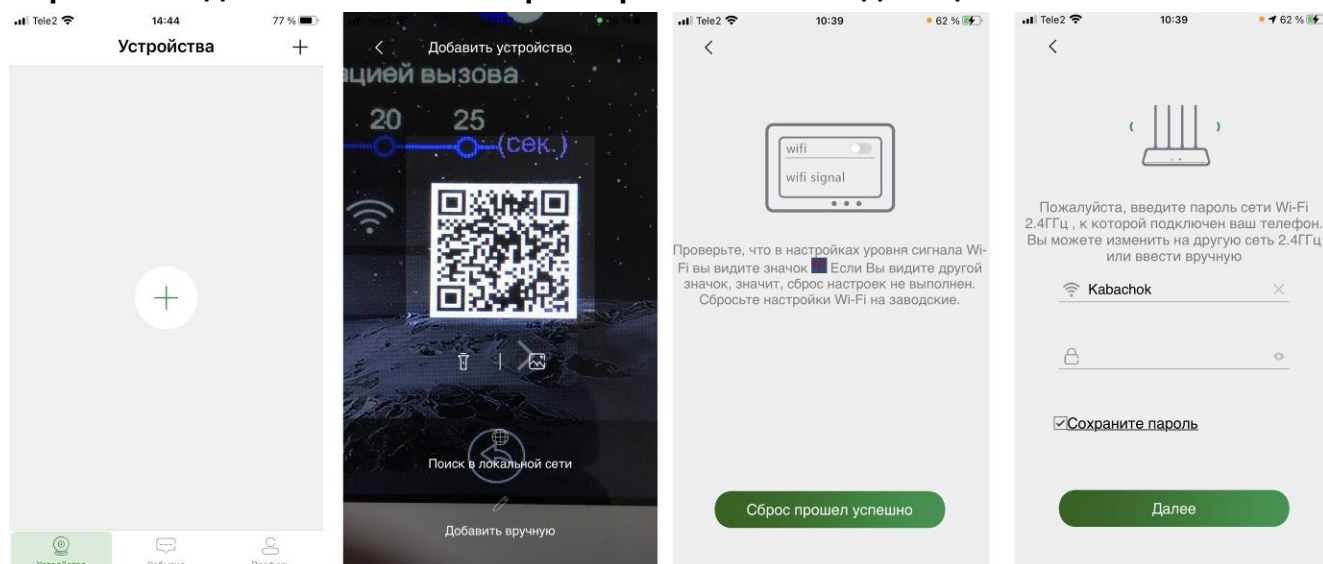 Tele2 14:44 77 %
Устройства +
Tele2
Добавить устройство
ацией вызова
20 25
(сек.)
Поиск в локальной сети
Добавить вручную
Tele2 10:39 62 %
wifi
wifi signal
Проверьте, что в настройках уровня сигнала Wi-
Fi вы видите значок Если Вы видите другой
значок, значит, сброс настроек не выполнен.
Сбросьте настройки Wi-Fi на заводские.
Сброс прошел успешно
Tele2 10:39 62 %
Пожалуйста, введите пароль сети Wi-Fi
2.4ГГц , к которой подключен ваш телефон.
Вы можете изменить на другую сеть 2.4ГГц
или ввести вручную
Kabachok
Сохраните пароль
Далее